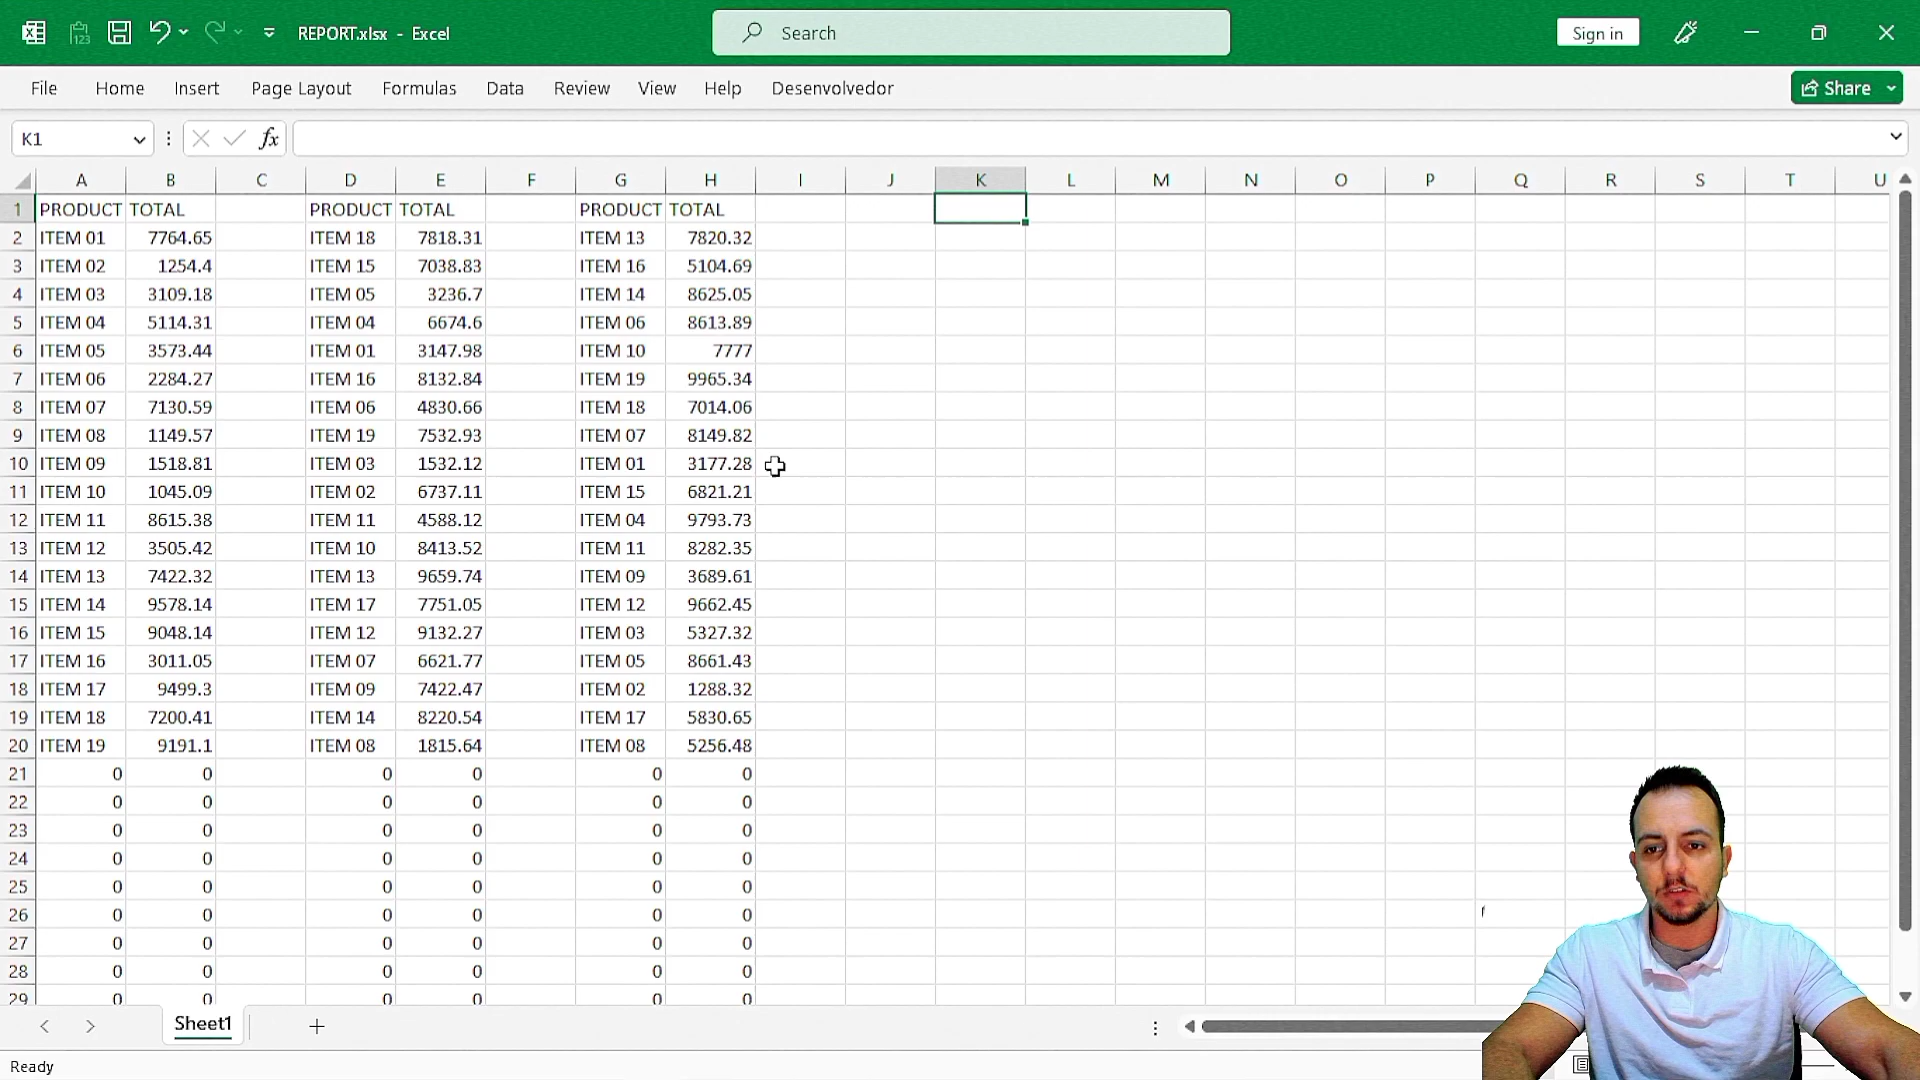 REPORT.xlsx - Excel
Search
Sign in
File Home Insert Page Layout Formulas Data Review View Help Desenvolvedor
Share
K1
fx
A B C D E F G H I J K L M N O P Q R S T U
1 PRODUCT TOTAL PRODUCT TOTAL PRODUCT TOTAL
2 ITEM 01 7764.65 ITEM 18 7818.31 ITEM 13 7820.32
3 ITEM 02 1254.4 ITEM 15 7038.83 ITEM 16 5104.69
4 ITEM 03 3109.18 ITEM 05 3236.7 ITEM 14 8625.05
5 ITEM 04 5114.31 ITEM 04 6674.6 ITEM 06 8613.89
6 ITEM 05 3573.44 ITEM 01 3147.98 ITEM 10 7777
7 ITEM 06 2284.27 ITEM 16 8132.84 ITEM 19 9965.34
8 ITEM 07 7130.59 ITEM 06 4830.66 ITEM 18 7014.06
9 ITEM 08 1149.57 ITEM 19 7532.93 ITEM 07 8149.82
10 ITEM 09 1518.81 ITEM 03 1532.12 ITEM 01 3177.28
11 ITEM 10 1045.09 ITEM 02 6737.11 ITEM 15 6821.21
12 ITEM 11 8615.38 ITEM 11 4588.12 ITEM 04 9793.73
13 ITEM 12 3505.42 ITEM 10 8413.52 ITEM 11 8282.35
14 ITEM 13 7422.32 ITEM 13 9659.74 ITEM 09 3689.61
15 ITEM 14 9578.14 ITEM 17 7751.05 ITEM 12 9662.45
16 ITEM 15 9048.14 ITEM 12 9132.27 ITEM 03 5327.32
17 ITEM 16 3011.05 ITEM 07 6621.77 ITEM 05 8661.43
18 ITEM 17 9499.3 ITEM 09 7422.47 ITEM 02 1288.32
19 ITEM 18 7200.41 ITEM 14 8220.54 ITEM 17 5830.65
20 ITEM 19 9191.1 ITEM 08 1815.64 ITEM 08 5256.48
21 0 0 0 0 0 0
22 0 0 0 0 0 0
23 0 0 0 0 0 0
24 0 0 0 0 0 0
25 0 0 0 0 0 0
26 0 0 0 0 0 0
27 0 0 0 0 0 0
28 0 0 0 0 0 0
29 0 0 0 0 0 0
Sheet1
Ready